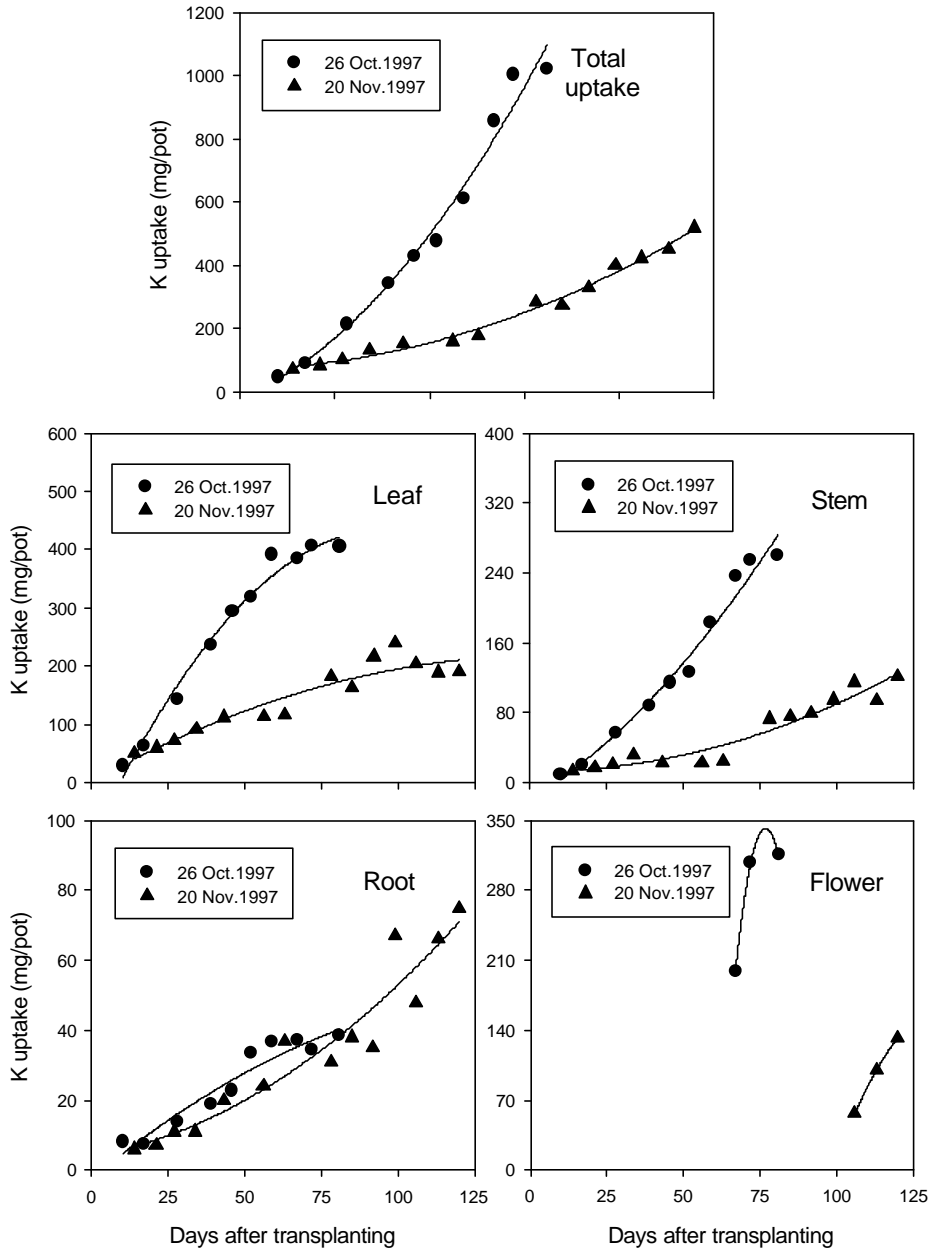 1200
1000
800
600
400
200
0
K uptake (mg/pot)
26 Oct.1997
20 Nov.1997
Total
uptake
600
500
400
300
200
100
0
K uptake (mg/pot)
26 Oct.1997
20 Nov.1997
Leaf
400
320
240
160
80
0
26 Oct.1997
20 Nov.1997
Stem
100
80
60
40
20
0
K uptake (mg/pot)
26 Oct.1997
20 Nov.1997
Root
0 25 50 75 100
Days after transplanting
350
280
210
140
70
0
26 Oct.1997
20 Nov.1997
Flower
0 25 50 75 100 125
Days after transplanting